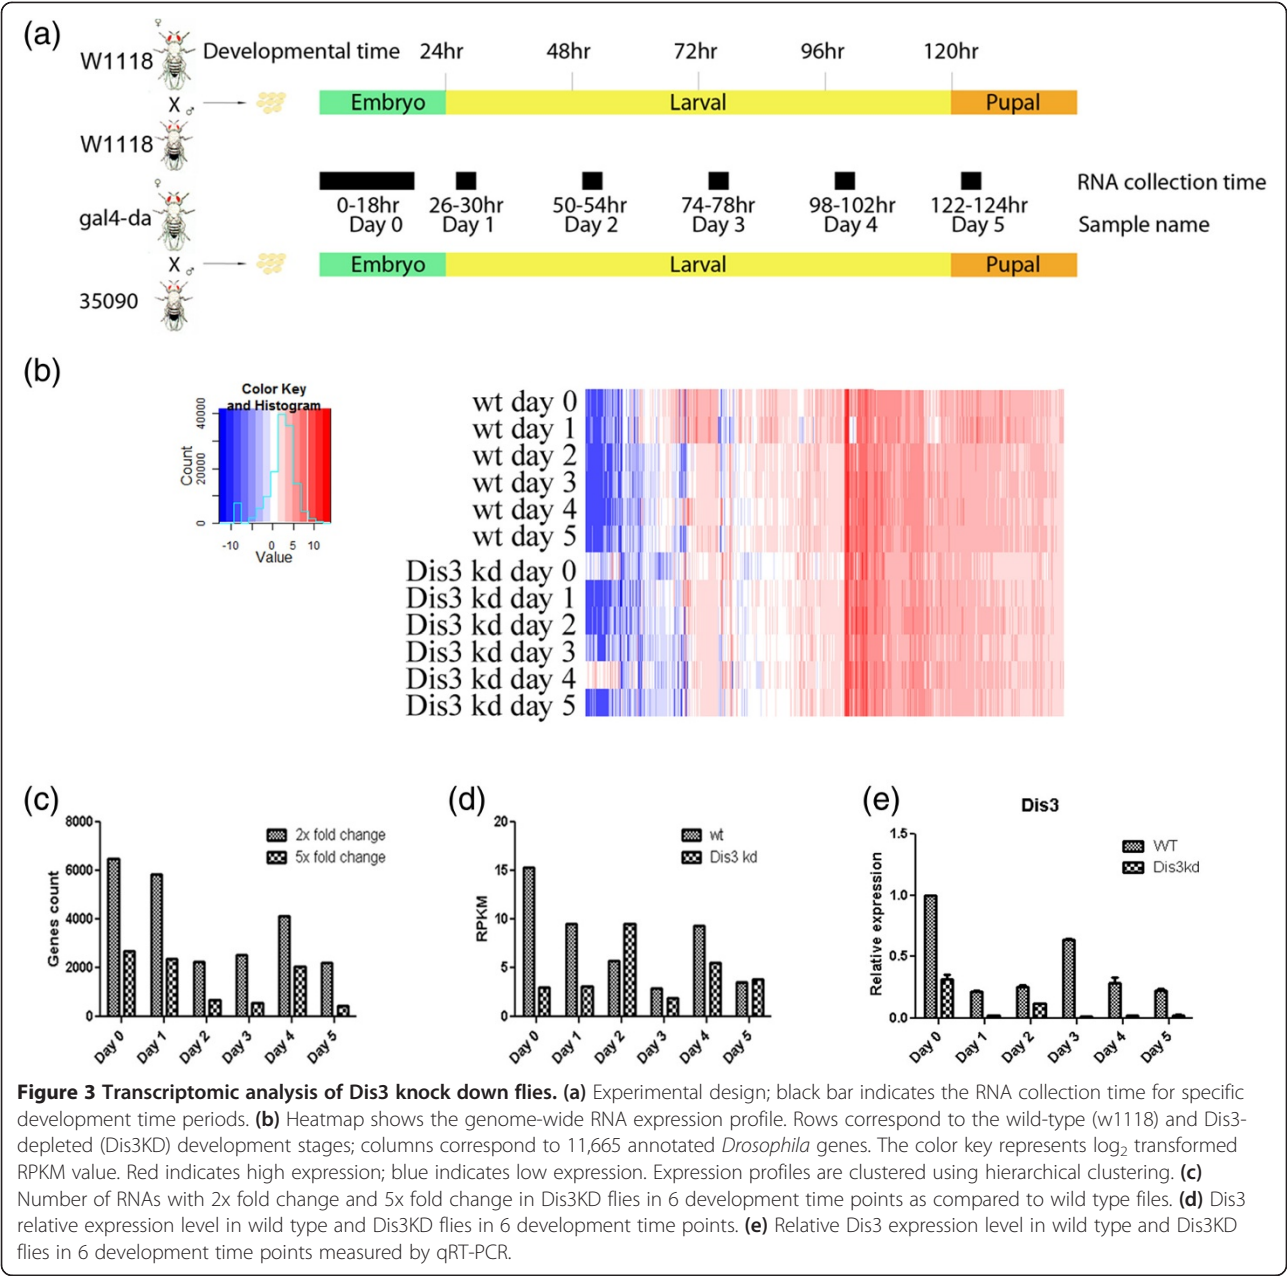 (a)
♀
W1118
X ♂
W1118
♀
gal4-da
X ♂
35090
Developmental time 24hr 48hr 72hr 96hr 120hr
Embryo Larval Pupal
RNA collection time
0-18hr 26-30hr 50-54hr 74-78hr 98-102hr 122-124hr
Day 0 Day 1 Day 2 Day 3 Day 4 Day 5 Sample name
Embryo Larval Pupal
(b)
Color Key
and Histogram
Count
0 20000 40000
-10 0 5 10
Value
wt day 0
wt day 1
wt day 2
wt day 3
wt day 4
wt day 5
Dis3 kd day 0
Dis3 kd day 1
Dis3 kd day 2
Dis3 kd day 3
Dis3 kd day 4
Dis3 kd day 5
(c)
Genes count
8000
6000
4000
2000
0
2x fold change
5x fold change
Day 0 Day 1 Day 2 Day 3 Day 4 Day 5
(d)
RPKM
20
15
10
5
0
wt
Dis3 kd
Day 0 Day 1 Day 2 Day 3 Day 4 Day 5
(e)
Dis3
Relative expression
1.5
1.0
0.5
0.0
WT
Dis3kd
Day 0 Day 1 Day 2 Day 3 Day 4 Day 5
Figure 3 Transcriptomic analysis of Dis3 knock down flies. (a) Experimental design; black bar indicates the RNA collection time for specific
development time periods. (b) Heatmap shows the genome-wide RNA expression profile. Rows correspond to the wild-type (w1118) and Dis3-
depleted (Dis3KD) development stages; columns correspond to 11,665 annotated Drosophila genes. The color key represents log₂ transformed
RPKM value. Red indicates high expression; blue indicates low expression. Expression profiles are clustered using hierarchical clustering. (c)
Number of RNAs with 2x fold change and 5x fold change in Dis3KD flies in 6 development time points as compared to wild type files. (d) Dis3
relative expression level in wild type and Dis3KD flies in 6 development time points. (e) Relative Dis3 expression level in wild type and Dis3KD
flies in 6 development time points measured by qRT-PCR.